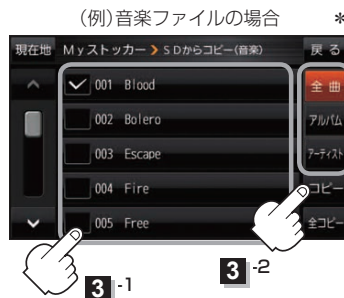 (例)音楽ファイルの場合 *
現在地 Myストッカー > SDからコピー(音楽) 戻る
001 Blood 全曲
002 Bolero アルバム
003 Escape アーティスト
004 Fire コピー
005 Free 全コピー
3-1 3-2